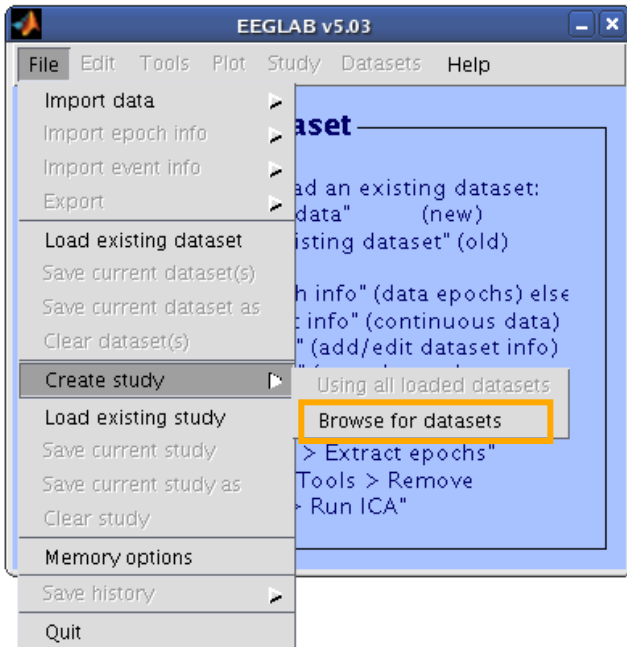 EEGLAB v5.03
File Edit Tools Plot Study Datasets Help
Import data
Import epoch info
Import event info
Export
Load existing dataset
Save current dataset(s)
Save current dataset as
Clear dataset(s)
Create study
Load existing study
Save current study
Save current study as
Clear study
Memory options
Save history
Quit
Using all loaded datasets
Browse for datasets
aset
ad an existing dataset:
data" (new)
isting dataset" (old)
h info" (data epochs) else
t info" (continuous data)
" (add/edit dataset info)
> Extract epochs"
Tools > Remove
> Run ICA"